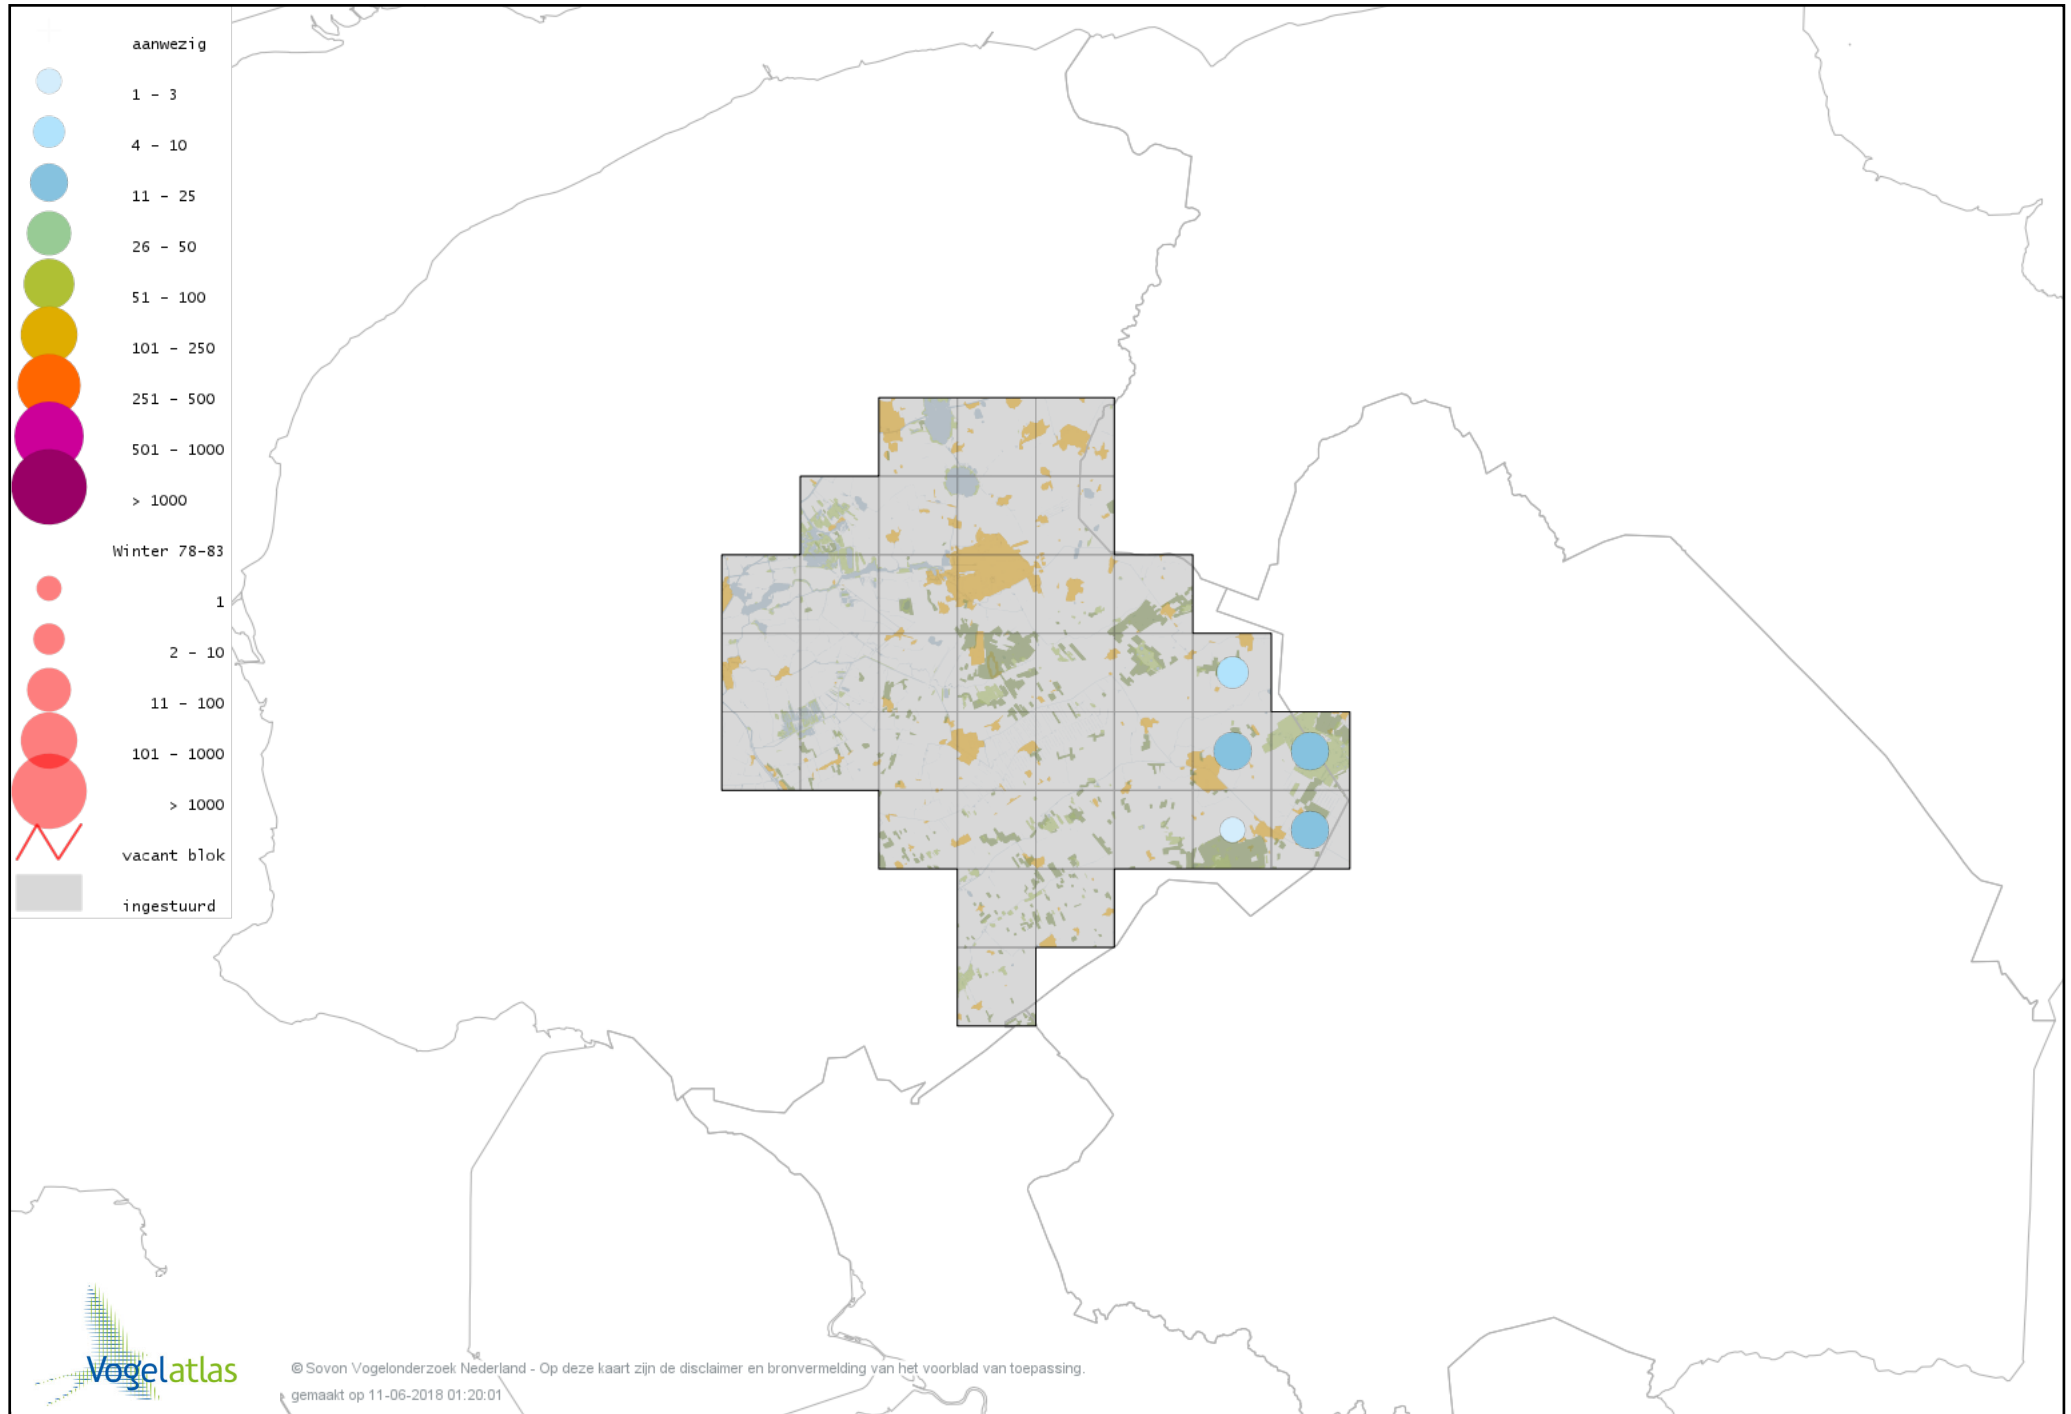 aanwezig
1 - 3
4 - 10
11 - 25
26 - 50
51 - 100
101 - 250
251 - 500
501 - 1000
> 1000
Winter 78-83
1
2 - 10
11 - 100
101 - 1000
> 1000
vacant blok
ingestuurd
Vogelatlas
© Sovon Vogelonderzoek Nederland - Op deze kaart zijn de disclaimer en bronvermelding van het voorblad van toepassing.
gemaakt op 11-06-2018 01:20:01